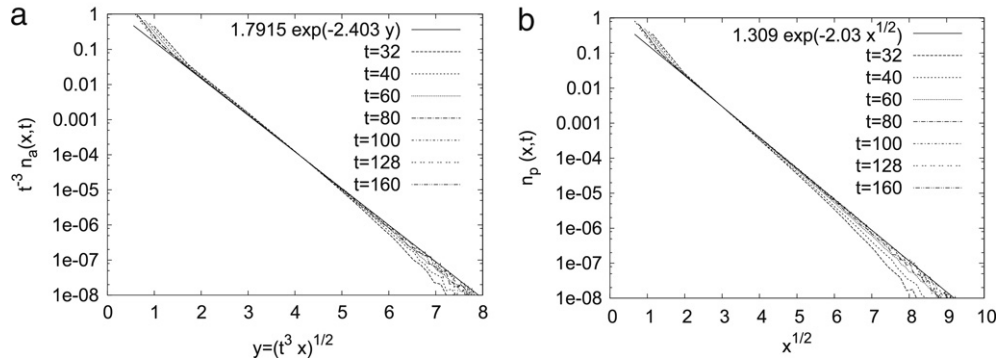 a
1.7915 exp(-2.403 y)
t=32
t=40
t=60
t=80
t=100
t=128
t=160
1
0.1
0.01
0.001
1e-04
1e-05
1e-06
1e-07
1e-08
t⁻³ nₐ(x,t)
0 1 2 3 4 5 6 7 8
y=(t³ x)^1/2
b
1.309 exp(-2.03 x^1/2)
t=32
t=40
t=60
t=80
t=100
t=128
t=160
1
0.1
0.01
0.001
1e-04
1e-05
1e-06
1e-07
1e-08
nₚ (x,t)
0 1 2 3 4 5 6 7 8 9 10
x^1/2